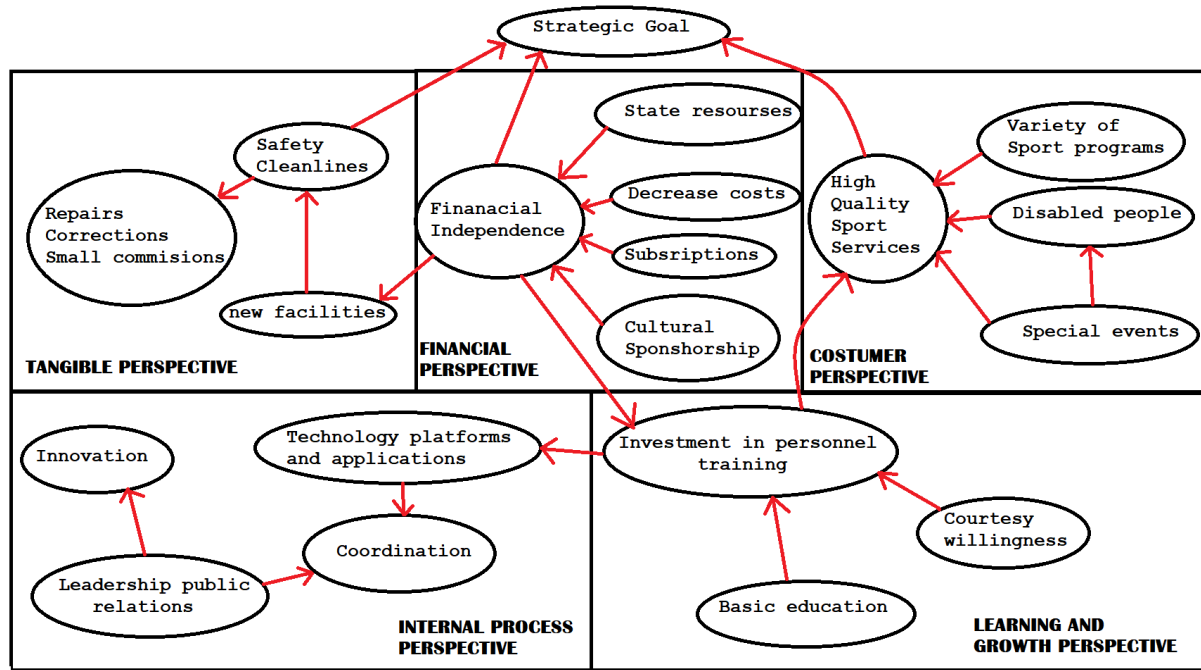 Strategic Goal
Safety
Cleanlines
Repairs
Corrections
Small commisions
new facilities
TANGIBLE PERSPECTIVE
State resourses
Finanacial
Independence
Decrease costs
Subsriptions
Cultural
Sponshorship
FINANCIAL
PERSPECTIVE
Variety of
Sport programs
High
Quality
Sport
Services
Disabled people
Special events
COSTUMER
PERSPECTIVE
Innovation
Technology platforms
and applications
Coordination
Leadership public
relations
INTERNAL PROCESS
PERSPECTIVE
Investment in personnel
training
Courtesy
willingness
Basic education
LEARNING AND
GROWTH PERSPECTIVE